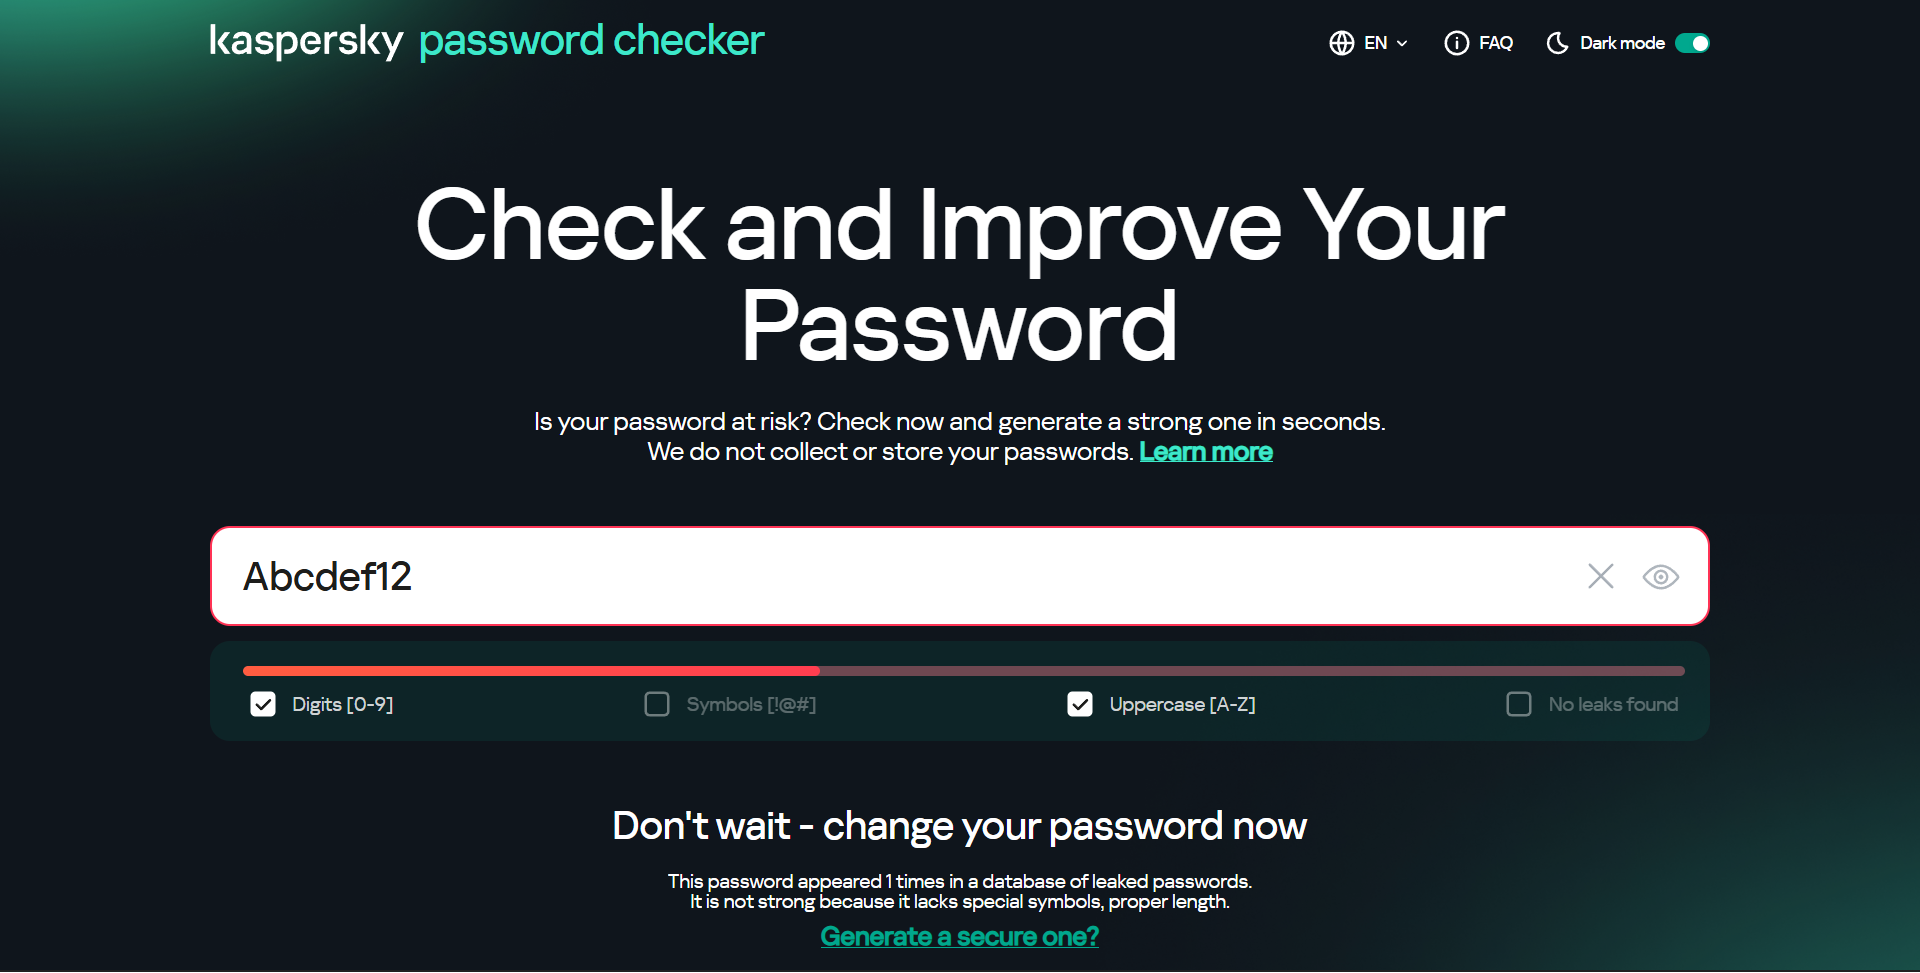 kaspersky password checker
EN
FAQ
Dark mode
Check and Improve Your
Password
Is your password at risk? Check now and generate a strong one in seconds.
We do not collect or store your passwords. Learn more
Abcdef12
Digits [0-9]
Symbols [!@#]
Uppercase [A-Z]
No leaks found
Don't wait - change your password now
This password appeared 1 times in a database of leaked passwords.
It is not strong because it lacks special symbols, proper length.
Generate a secure one?